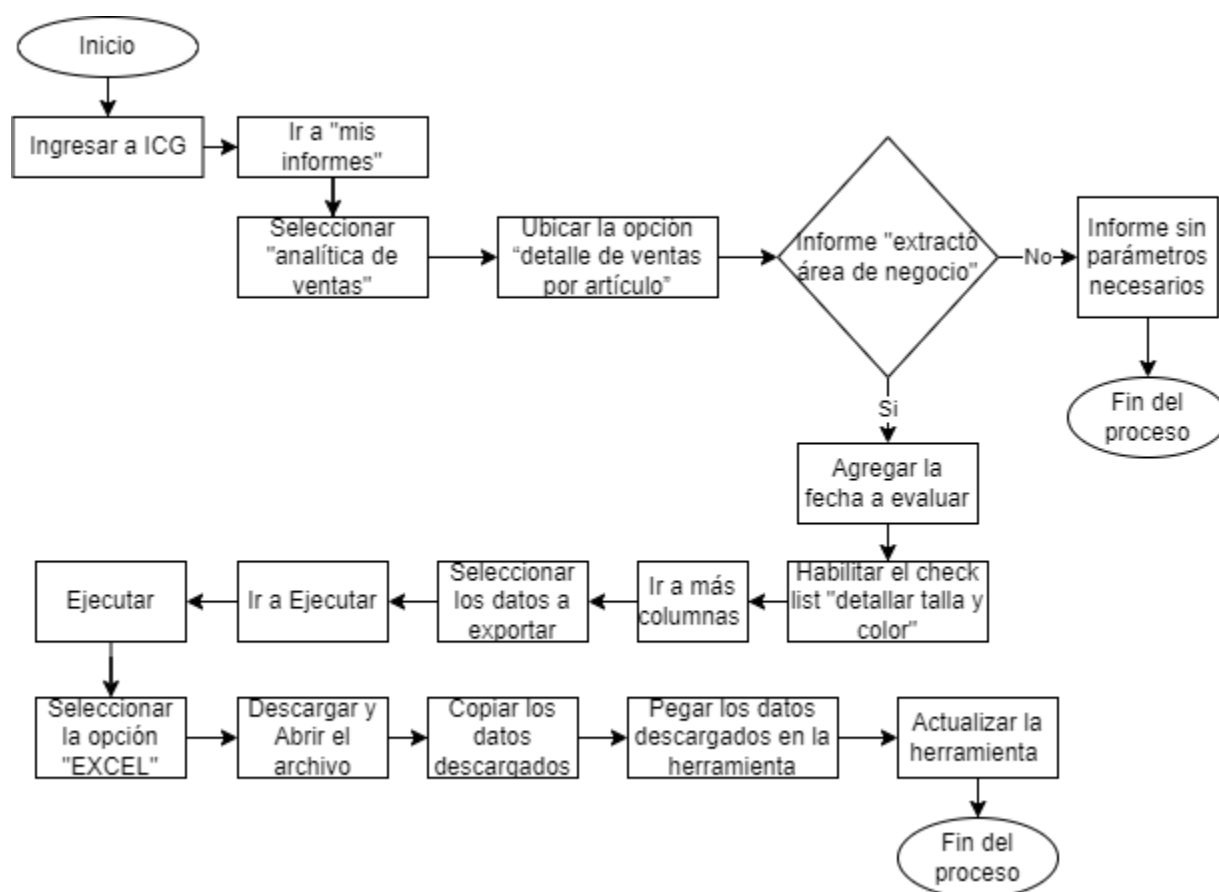 Inicio
Ingresar a ICG
Ir a "mis
informes"
Seleccionar
"analítica de
ventas"
Ubicar la opción
“detalle de ventas
por artículo”
Informe "extractó
área de negocio"
No
Informe sin
parámetros
necesarios
Fin del
proceso
Si
Agregar la
fecha a evaluar
Habilitar el check
list "detallar talla y
color"
Ir a más
columnas
Seleccionar
los datos a
exportar
Ir a Ejecutar
Ejecutar
Seleccionar
la opción
"EXCEL"
Descargar y
Abrir el
archivo
Copiar los
datos
descargados
Pegar los datos
descargados en la
herramienta
Actualizar la
herramienta
Fin del
proceso